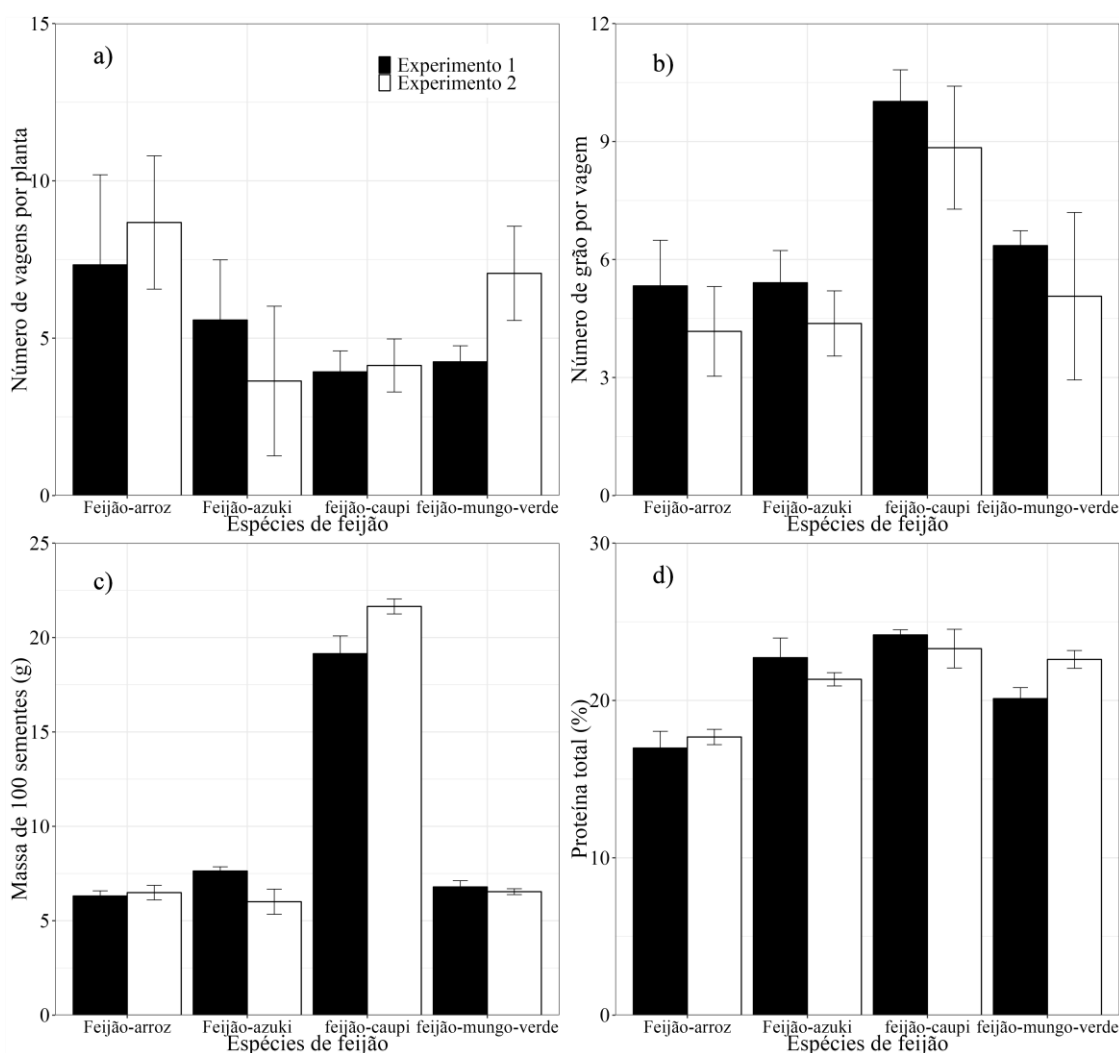 a)
Experimento 1
Experimento 2
Número de vagens por planta
15
10
5
0
Feijão-arroz Feijão-azuki feijão-caupi feijão-mungo-verde
Espécies de feijão
b)
Número de grão por vagem
12
9
6
3
0
Feijão-arroz Feijão-azuki feijão-caupi feijão-mungo-verde
Espécies de feijão
c)
Massa de 100 sementes (g)
25
20
15
10
5
0
Feijão-arroz Feijão-azuki feijão-caupi feijão-mungo-verde
Espécies de feijão
d)
Proteína total (%)
30
20
10
0
Feijão-arroz Feijão-azuki feijão-caupi feijão-mungo-verde
Espécies de feijão